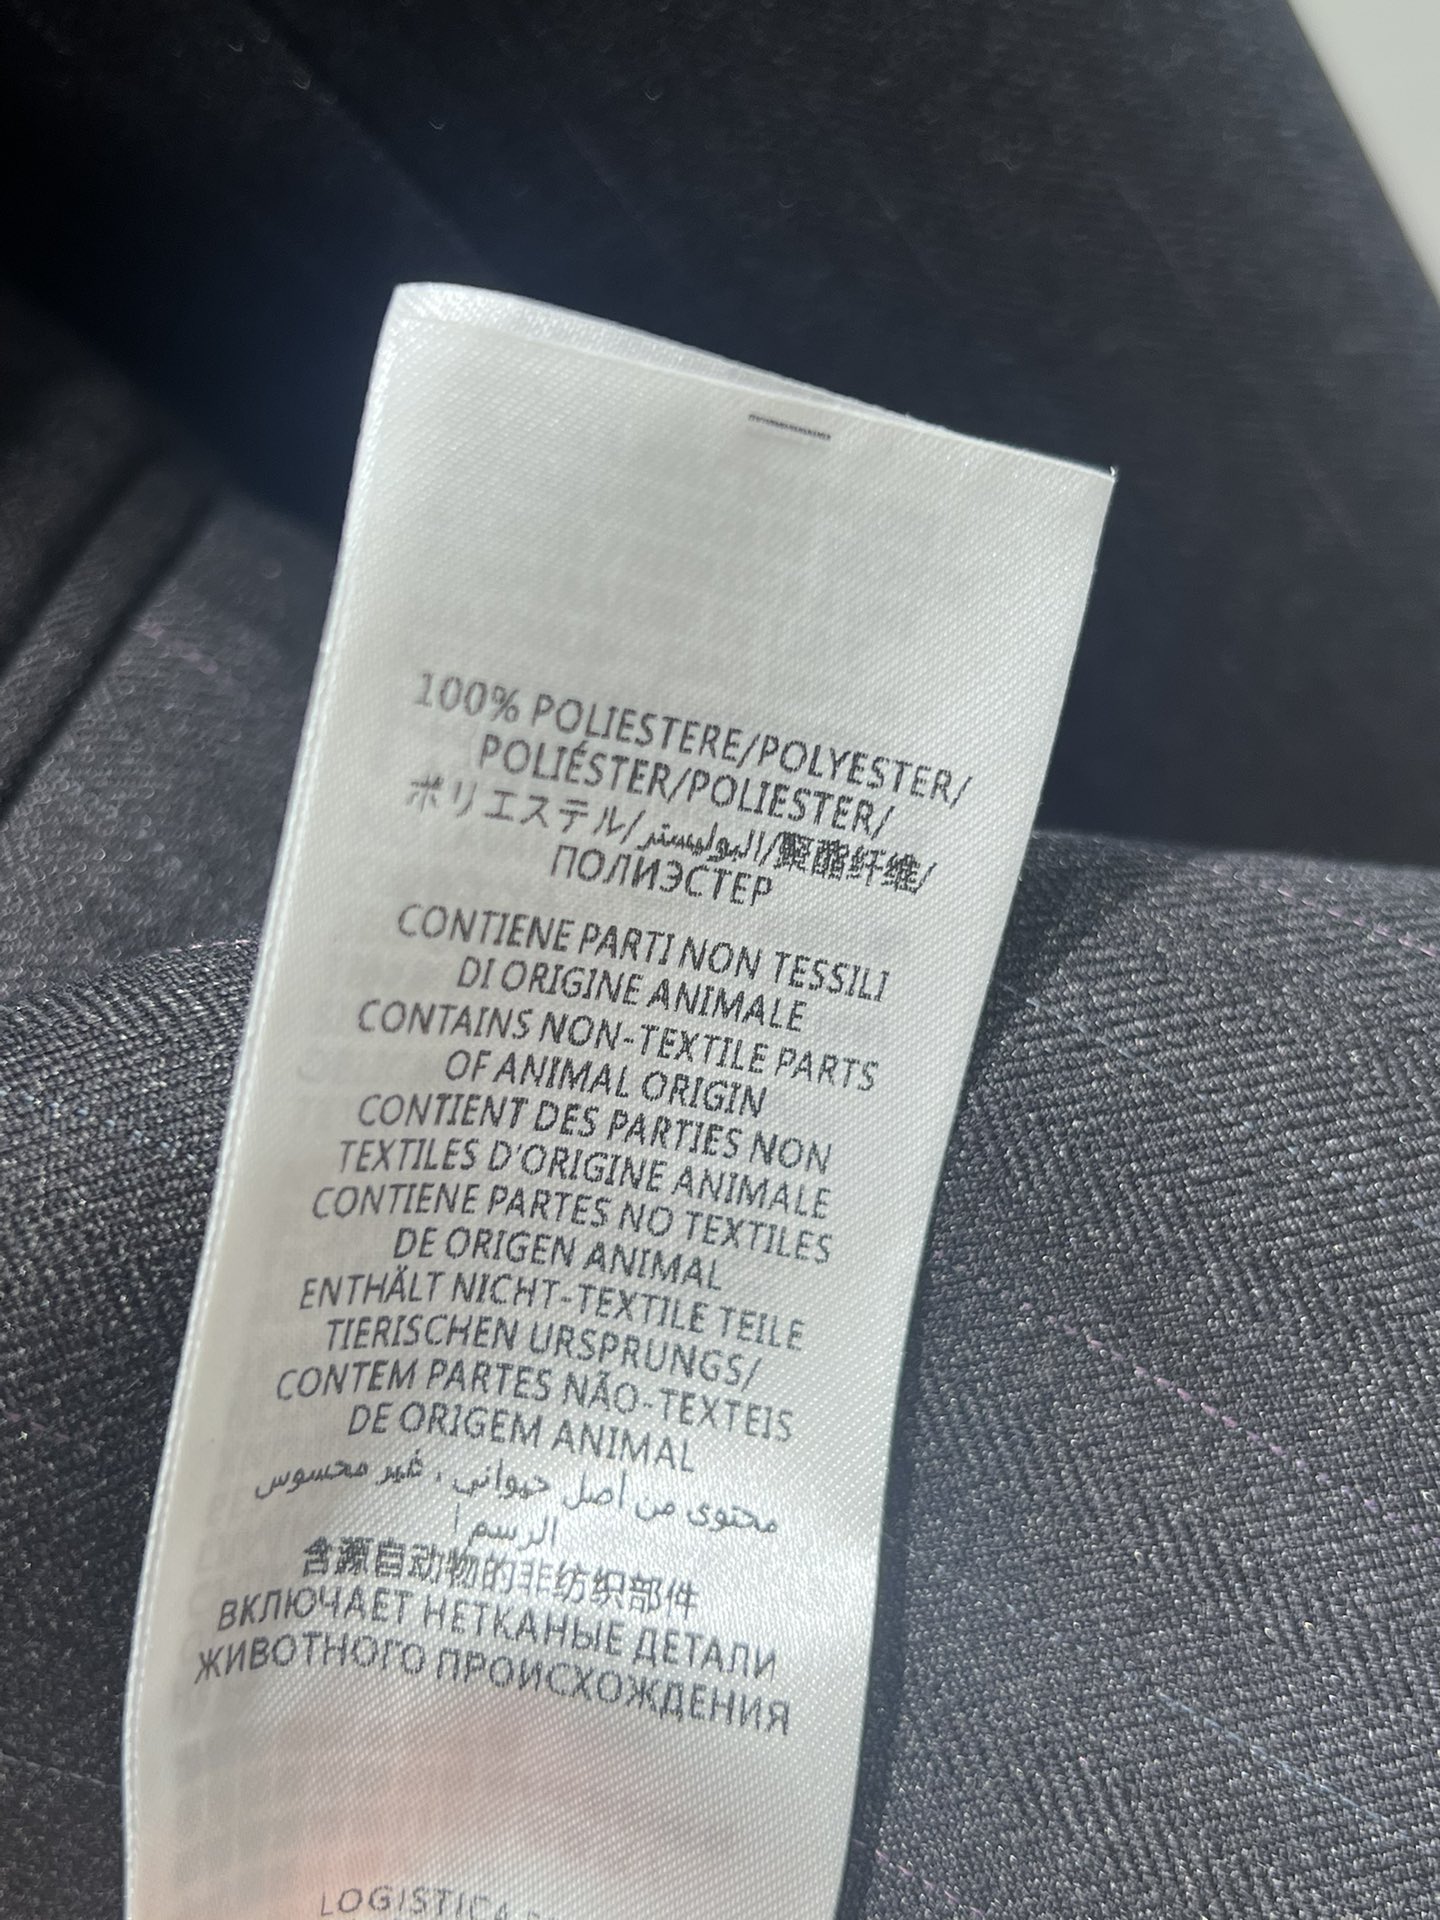 100% POLIESTERE/POLYESTER/
POLIÉSTER/POLIESTER/
ポリエステル/البوليستر/聚酯纤维/
ПОЛИЭСТЕР
CONTIENE PARTI NON TESSILI
DI ORIGINE ANIMALE
CONTAINS NON-TEXTILE PARTS
OF ANIMAL ORIGIN
CONTIENT DES PARTIES NON
TEXTILES D'ORIGINE ANIMALE
CONTIENE PARTES NO TEXTILES
DE ORIGEN ANIMAL
ENTHÄLT NICHT-TEXTILE TEILE
TIERISCHEN URSPRUNGS/
CONTEM PARTES NÃO-TEXTEIS
DE ORIGEM ANIMAL
محتوى من أصل حيواني ، غير محسوس
الرسم ا
含源自动物的非纺织部件
ВКЛЮЧАЕТ НЕТКАНЫЕ ДЕТАЛИ
ЖИВОТНОГО ПРОИСХОЖДЕНИЯ
LOGISTICA